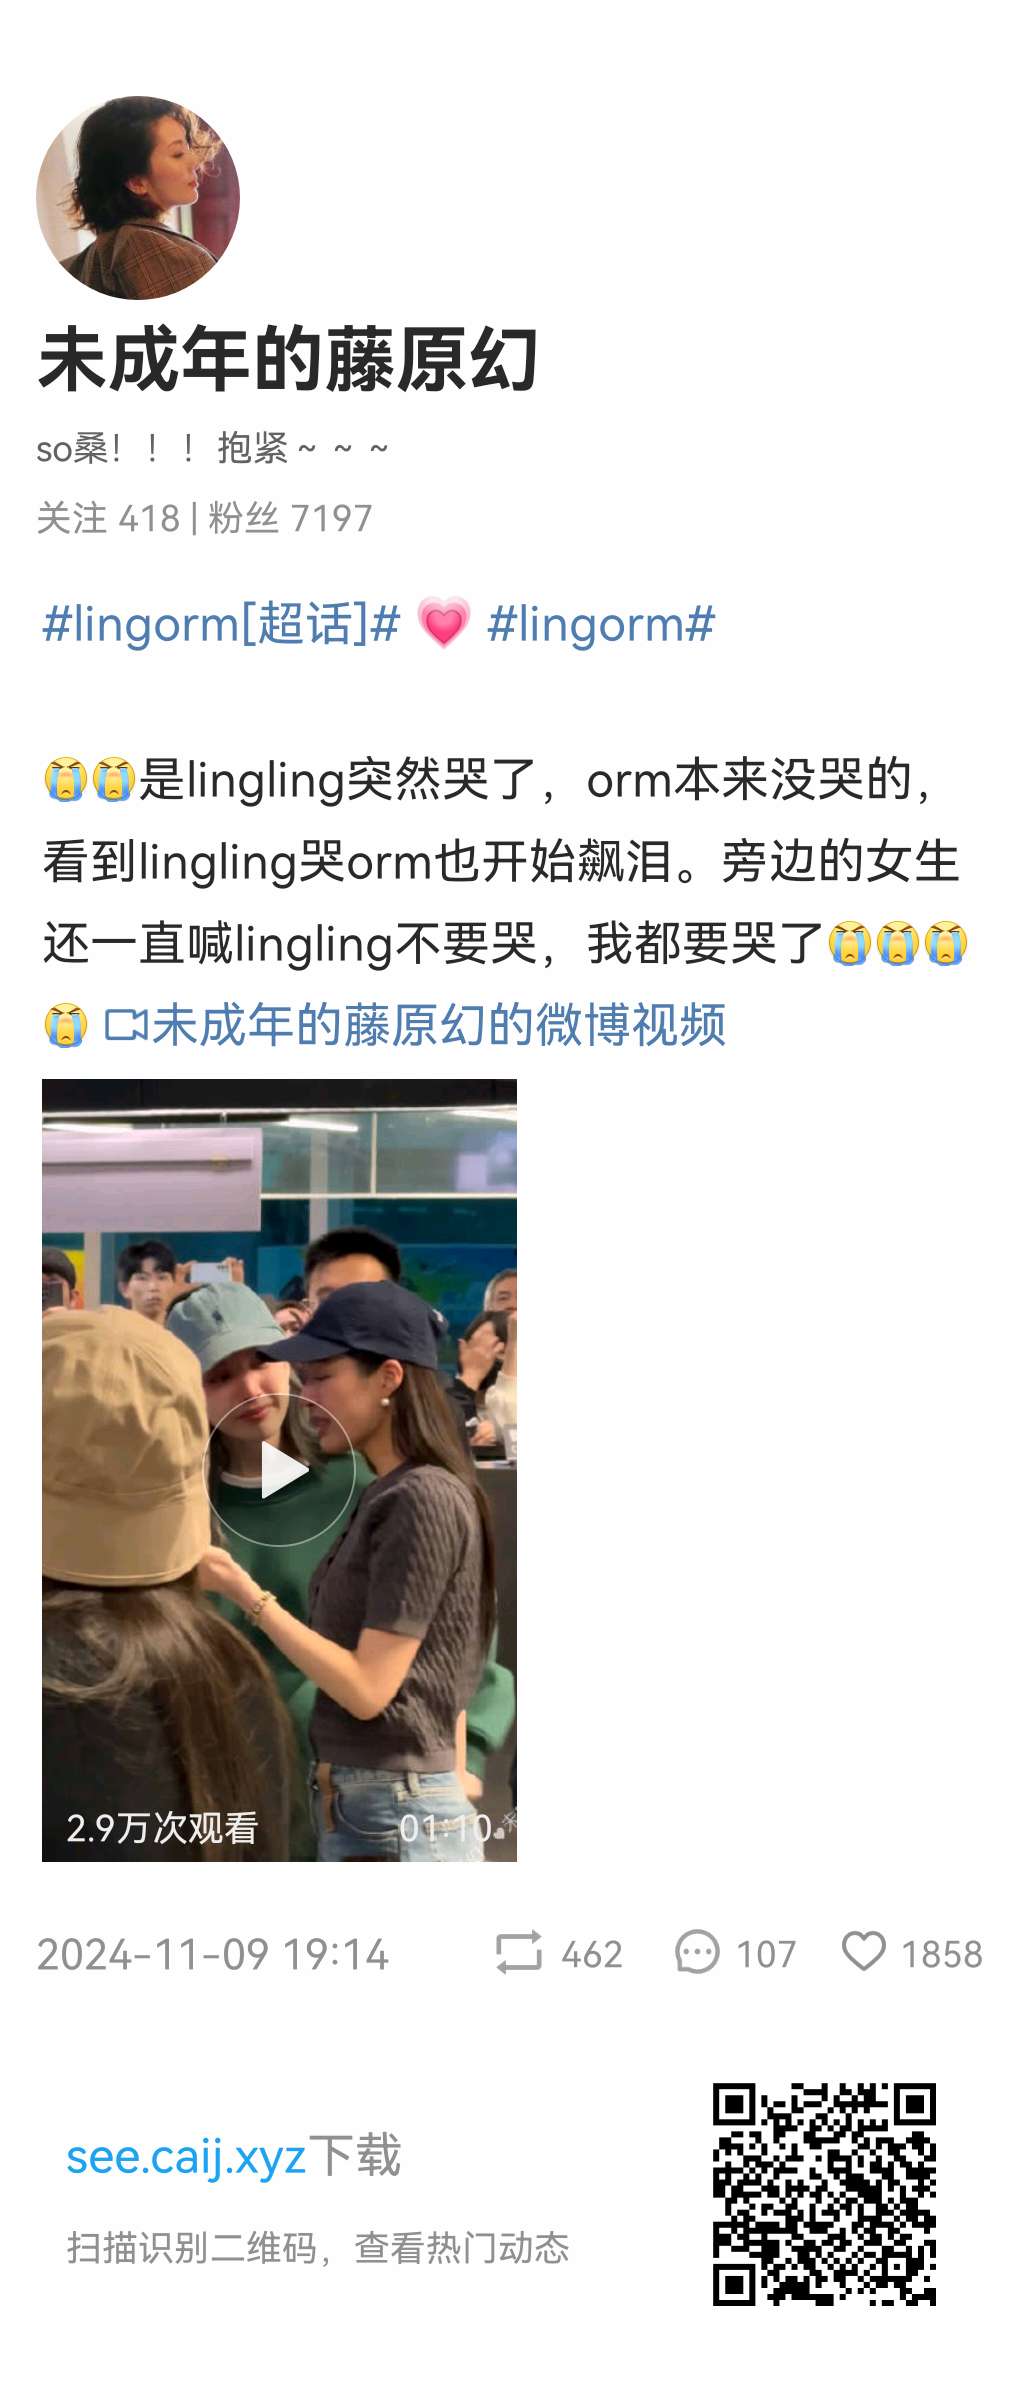 未成年的藤原幻
so桑！！！抱紧~ ~ ~
关注 418 | 粉丝 7197
#lingorm[超话]# 💗 #lingorm#
😭😭是lingling突然哭了，orm本来没哭的，
看到lingling哭orm也开始飙泪。旁边的女生
还一直喊lingling不要哭，我都要哭了😭😭😭
😭 未成年的藤原幻的微博视频
2.9万次观看 01:10
2024-11-09 19:14 462 107 1858
see.caij.xyz下载
扫描识别二维码，查看热门动态